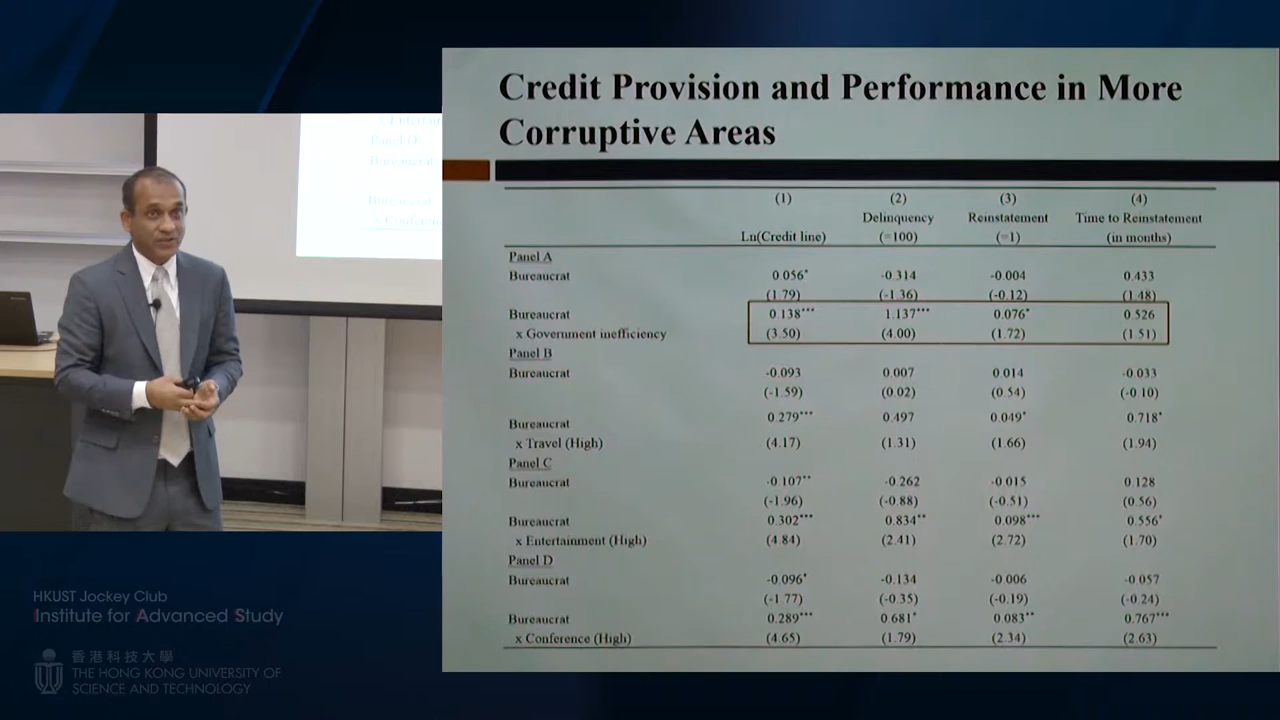 Credit Provision and Performance in More
Corruptive Areas
(1) (2) (3) (4)
Delinquency Reinstatement Time to Reinstatement
Ln(Credit line) (=100) (=1) (in months)
Panel A
Bureaucrat 0.056* -0.314 -0.004 0.433
(1.79) (-1.36) (-0.12) (1.48)
Bureaucrat 0.138*** 1.137*** 0.076* 0.526
x Government inefficiency (3.50) (4.00) (1.72) (1.51)
Panel B
Bureaucrat -0.093 0.007 0.014 -0.033
(-1.59) (0.02) (0.54) (-0.10)
Bureaucrat 0.279*** 0.497 0.049* 0.718*
x Travel (High) (4.17) (1.31) (1.66) (1.94)
Panel C
Bureaucrat -0.107** -0.262 -0.015 0.128
(-1.96) (-0.88) (-0.51) (0.56)
Bureaucrat 0.302*** 0.834** 0.098*** 0.556*
x Entertainment (High) (4.84) (2.41) (2.72) (1.70)
Panel D
Bureaucrat -0.096* -0.134 -0.006 -0.057
(-1.77) (-0.35) (-0.19) (-0.24)
Bureaucrat 0.289*** 0.681* 0.083** 0.767***
x Conference (High) (4.65) (1.79) (2.34) (2.63)
Panel D
Bureaucrat
Bureaucrat
HKUST Jockey Club
Institute for Advanced Study
香港科技大學
THE HONG KONG UNIVERSITY OF
SCIENCE AND TECHNOLOGY